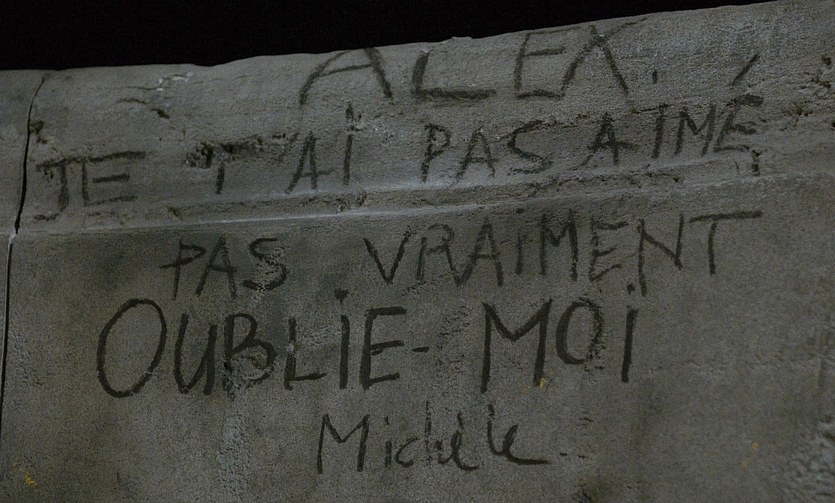 ALEX.
JE T'Ai PAS AiMÉ
PAS VRAiMENT
OUBLiE-MOi
Michèle